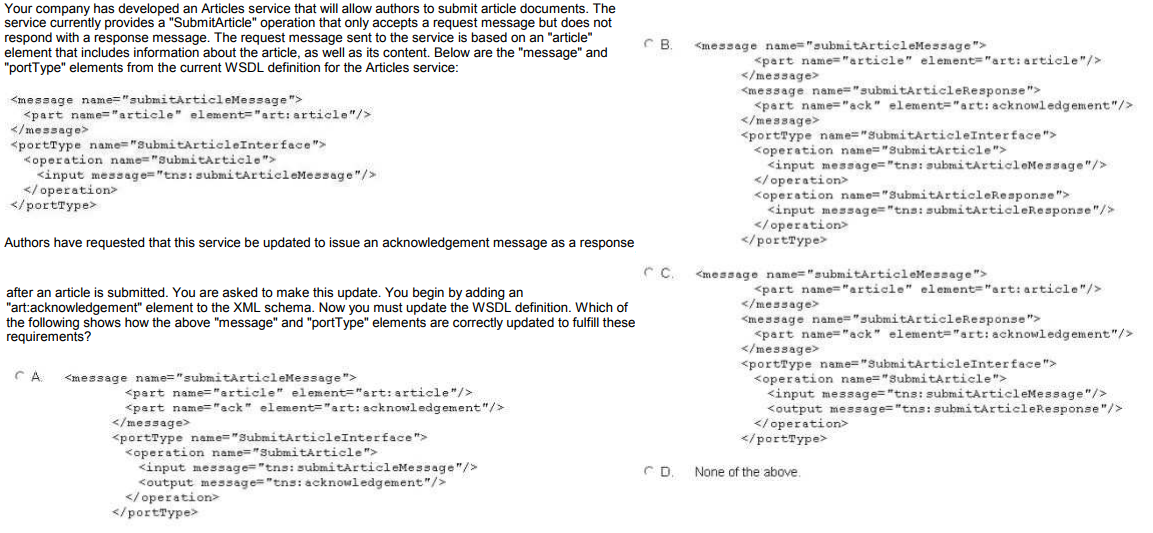 Your company has developed an Articles service that will allow authors to submit article documents. The
service currently provides a "SubmitArticle" operation that only accepts a request message but does not
respond with a response message. The request message sent to the service is based on an "article"
element that includes information about the article, as well as its content. Below are the "message" and
"portType" elements from the current WSDL definition for the Articles service:
<message name="submitArticleMessage">
<part name="article" element="art:article"/>
</message>
<portType name="SubmitArticleInterface">
<operation name="SubmitArticle">
<input message="tns:submitArticleMessage"/>
</operation>
</portType>
Authors have requested that this service be updated to issue an acknowledgement message as a response
after an article is submitted. You are asked to make this update. You begin by adding an
"art:acknowledgement" element to the XML schema. Now you must update the WSDL definition. Which of
the following shows how the above "message" and "portType" elements are correctly updated to fulfill these
requirements?
A. <message name="submitArticleMessage">
<part name="article" element="art:article"/>
<part name="ack" element="art:acknowledgement"/>
</message>
<portType name="SubmitArticleInterface">
<operation name="SubmitArticle">
<input message="tns:submitArticleMessage"/>
<output message="tns:acknowledgement"/>
</operation>
</portType>
B. <message name="submitArticleMessage">
<part name="article" element="art:article"/>
</message>
<message name="submitArticleResponse">
<part name="ack" element="art:acknowledgement"/>
</message>
<portType name="SubmitArticleInterface">
<operation name="SubmitArticle">
<input message="tns:submitArticleMessage"/>
</operation>
<operation name="SubmitArticleResponse">
<input message="tns:submitArticleResponse"/>
</operation>
</portType>
C. <message name="submitArticleMessage">
<part name="article" element="art:article"/>
</message>
<message name="submitArticleResponse">
<part name="ack" element="art:acknowledgement"/>
</message>
<portType name="SubmitArticleInterface">
<operation name="SubmitArticle">
<input message="tns:submitArticleMessage"/>
<output message="tns:submitArticleResponse"/>
</operation>
</portType>
D. None of the above.